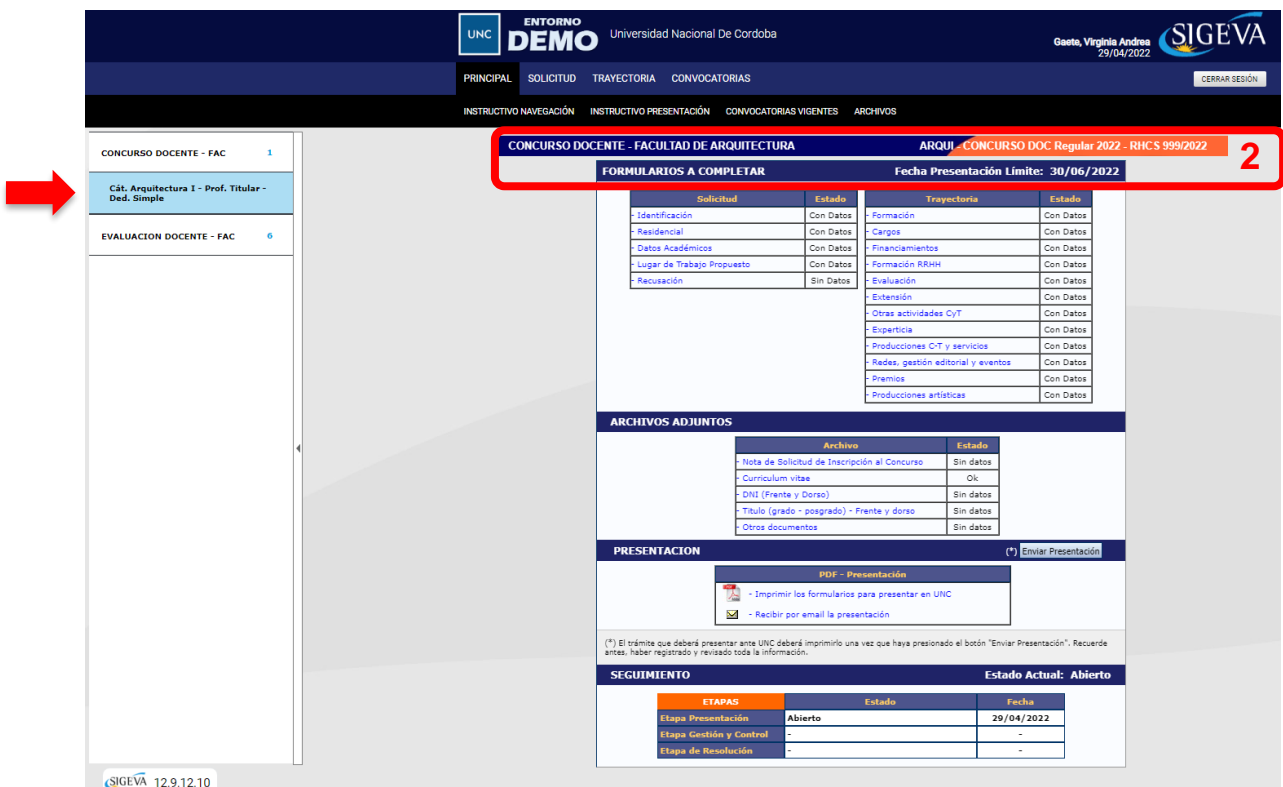 UNC
ENTORNO
DEMO
Universidad Nacional De Cordoba
Gaete, Virginia Andrea
29/04/2022
SIGEVA
PRINCIPAL SOLICITUD TRAYECTORIA CONVOCATORIAS
CERRAR SESIÓN
INSTRUCTIVO NAVEGACIÓN INSTRUCTIVO PRESENTACIÓN CONVOCATORIAS VIGENTES ARCHIVOS
CONCURSO DOCENTE - FAC 1
Cát. Arquitectura I - Prof. Titular -
Ded. Simple
EVALUACION DOCENTE - FAC 6
CONCURSO DOCENTE - FACULTAD DE ARQUITECTURA ARQUI - CONCURSO DOC Regular 2022 - RHCS 999/2022
2
FORMULARIOS A COMPLETAR Fecha Presentación Límite: 30/06/2022
Solicitud Estado
- Identificación Con Datos
- Residencial Con Datos
- Datos Académicos Con Datos
- Lugar de Trabajo Propuesto Con Datos
- Recusación Sin Datos
Trayectoria Estado
- Formación Con Datos
- Cargos Con Datos
- Financiamientos Con Datos
- Formación RRHH Con Datos
- Evaluación Con Datos
- Extensión Con Datos
- Otras actividades CyT Con Datos
- Experticia Con Datos
- Producciones C-T y servicios Con Datos
- Redes, gestión editorial y eventos Con Datos
- Premios Con Datos
- Producciones artísticas Con Datos
ARCHIVOS ADJUNTOS
Archivo Estado
- Nota de Solicitud de Inscripción al Concurso Sin datos
- Curriculum vitae Ok
- DNI (Frente y Dorso) Sin datos
- Titulo (grado - posgrado) - Frente y dorso Sin datos
- Otros documentos Sin datos
PRESENTACION (*) Enviar Presentación
PDF - Presentación
- Imprimir los formularios para presentar en UNC
- Recibir por email la presentación
(*) El trámite que deberá presentar ante UNC deberá imprimirlo una vez que haya presionado el botón "Enviar Presentación". Recuerde
antes, haber registrado y revisado toda la información.
SEGUIMIENTO Estado Actual: Abierto
ETAPAS Estado Fecha
Etapa Presentación Abierto 29/04/2022
Etapa Gestión y Control - -
Etapa de Resolución - -
SIGEVA 12.9.12.10